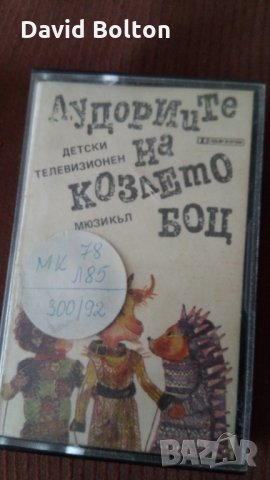 David Bolton
Лудориите
ДЕТСКИ
ТЕЛЕВИЗИОНЕН
на
козлето
МЮЗИКЪЛ
Боц
МК 78
Л85
300/92
BAZAR